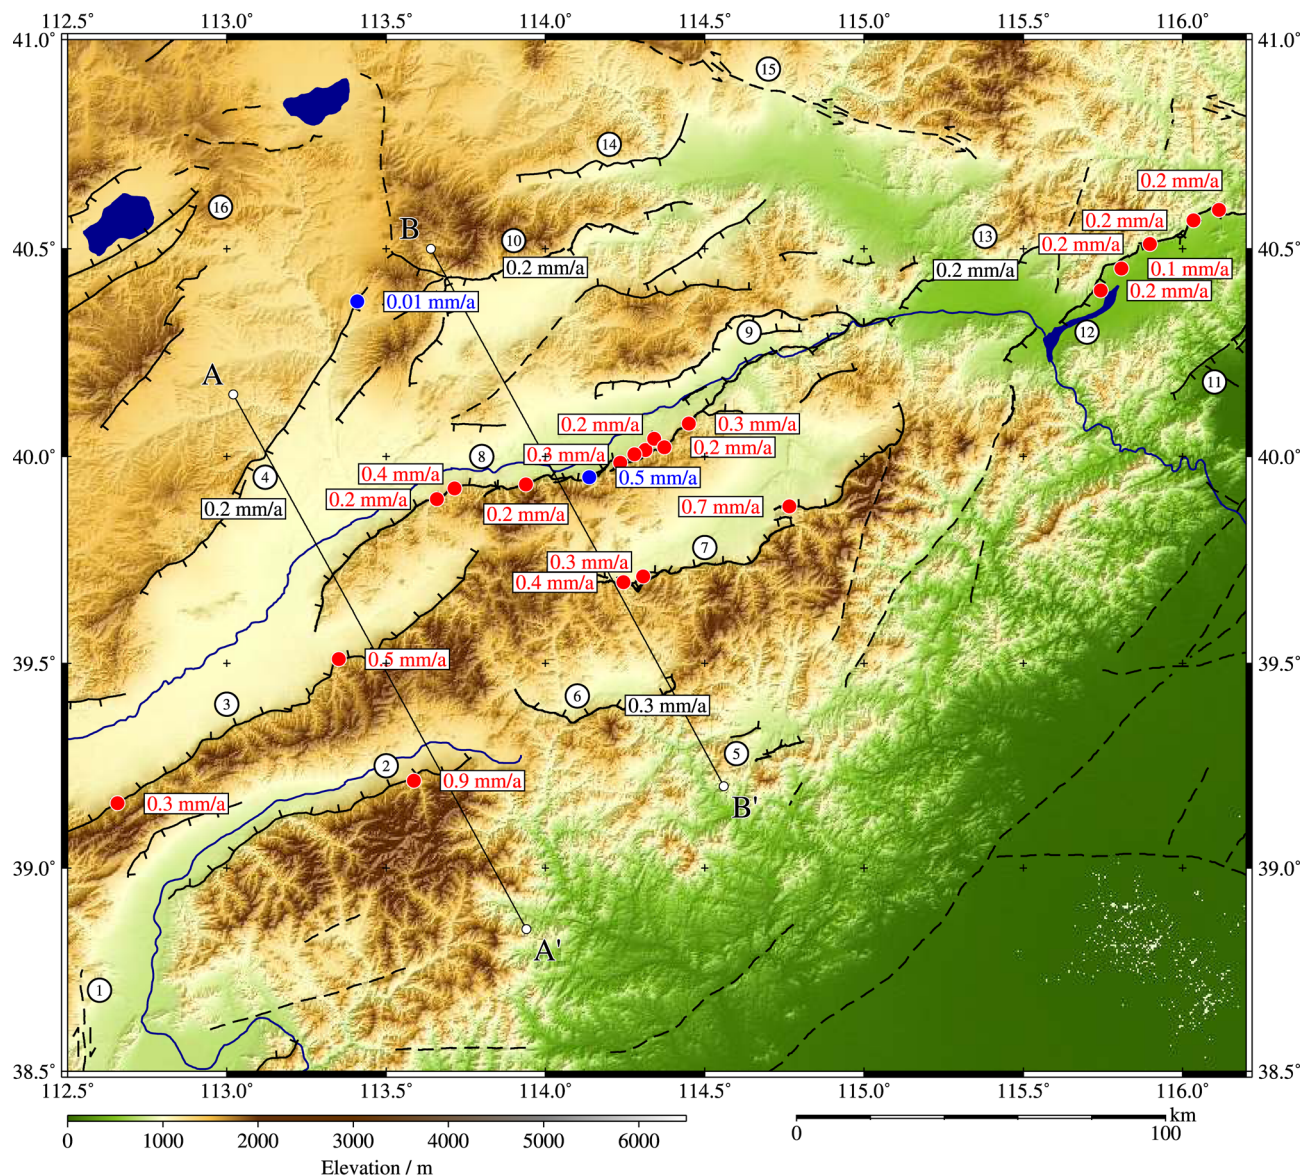 112.5° 113.0° 113.5° 114.0° 114.5° 115.0° 115.5° 116.0°
41.0° 41.0°
15
14
0.2 mm/a
16
0.2 mm/a
B
10
13
40.5° 40.5°
0.2 mm/a
0.2 mm/a
0.2 mm/a
0.1 mm/a
0.2 mm/a
0.01 mm/a
9
12
A
11
0.2 mm/a
0.3 mm/a
0.3 mm/a
0.2 mm/a
8
40.0° 40.0°
0.4 mm/a
4
0.5 mm/a
0.2 mm/a
0.2 mm/a
0.7 mm/a
0.2 mm/a
7
0.3 mm/a
0.4 mm/a
39.5° 39.5°
0.5 mm/a
6
3
0.3 mm/a
5
2
0.9 mm/a
0.3 mm/a
B'
39.0° 39.0°
A'
1
38.5° 38.5°
112.5° 113.0° 113.5° 114.0° 114.5° 115.0° 115.5° 116.0°
km
0 1000 2000 3000 4000 5000 6000
0 100
Elevation / m